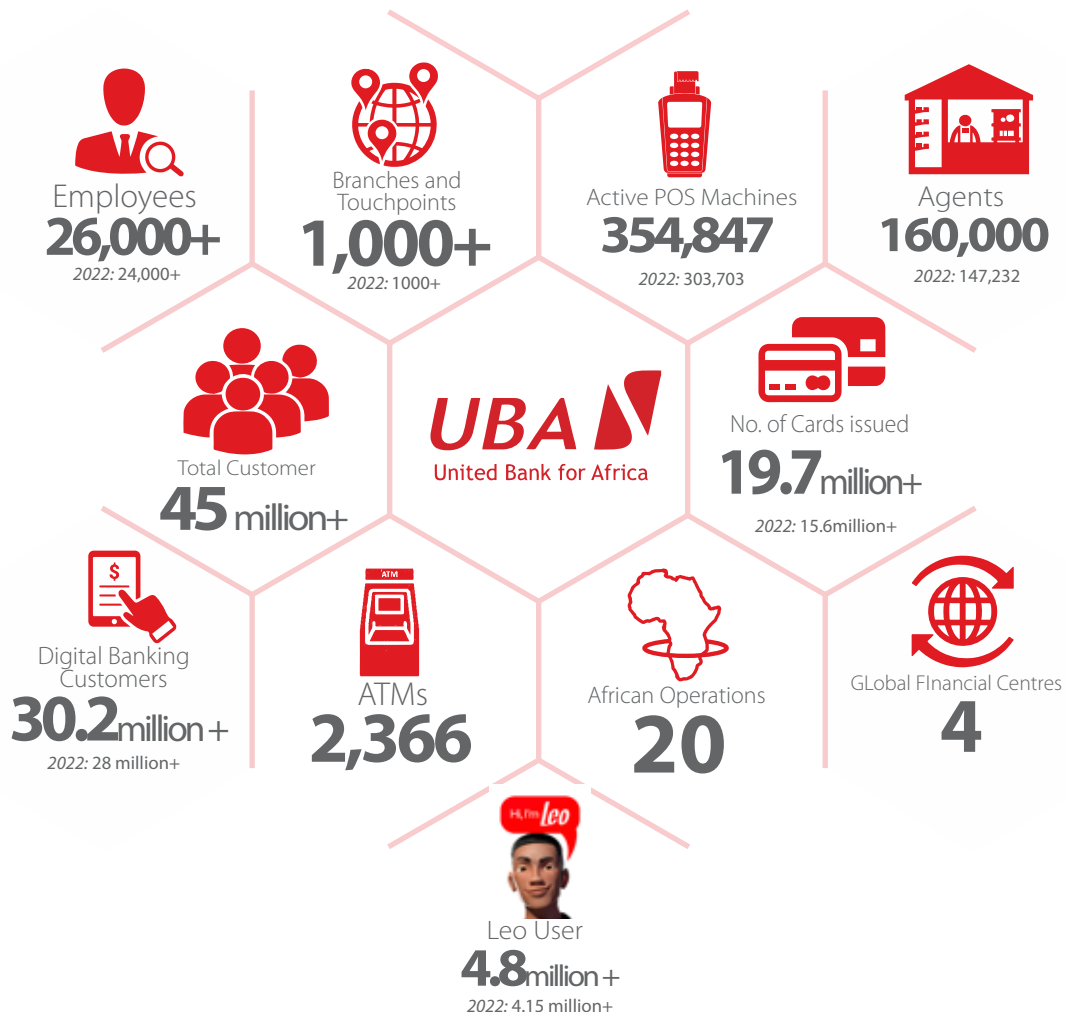 Employees
26,000+
2022: 24,000+
Branches and
Touchpoints
1,000+
2022: 1000+
Active POS Machines
354,847
2022: 303,703
Agents
160,000
2022: 147,232
Total Customer
45 million+
UBA
United Bank for Africa
No. of Cards issued
19.7million+
2022: 15.6million+
$
Digital Banking
Customers
30.2million +
2022: 28 million+
ATM
ATMs
2,366
African Operations
20
GLobal FInancial Centres
4
Hi, I'm Leo
Leo User
4.8million +
2022: 4.15 million+